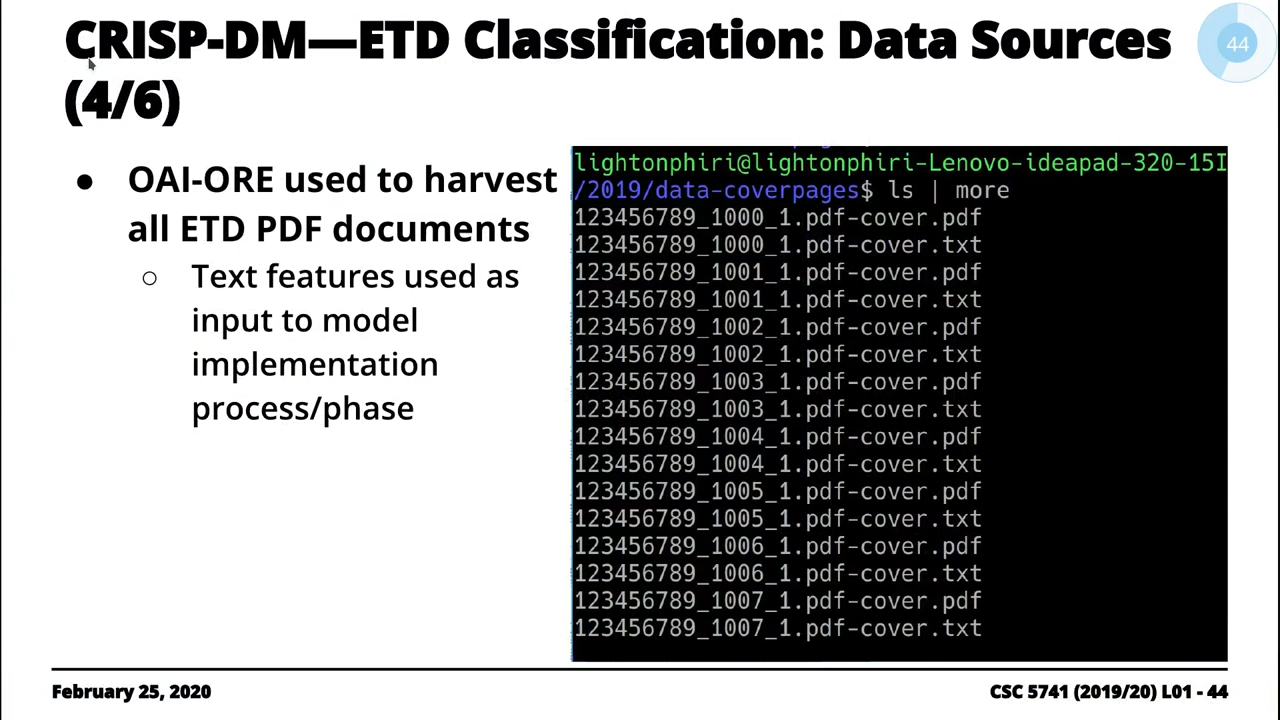 CRISP-DM—ETD Classification: Data Sources
(4/6)
44
● OAI-ORE used to harvest
all ETD PDF documents
○ Text features used as
input to model
implementation
process/phase
lightonphiri@lightonphiri-Lenovo-ideapad-320-15I
/2019/data-coverpages$ ls | more
123456789_1000_1.pdf-cover.pdf
123456789_1000_1.pdf-cover.txt
123456789_1001_1.pdf-cover.pdf
123456789_1001_1.pdf-cover.txt
123456789_1002_1.pdf-cover.pdf
123456789_1002_1.pdf-cover.txt
123456789_1003_1.pdf-cover.pdf
123456789_1003_1.pdf-cover.txt
123456789_1004_1.pdf-cover.pdf
123456789_1004_1.pdf-cover.txt
123456789_1005_1.pdf-cover.pdf
123456789_1005_1.pdf-cover.txt
123456789_1006_1.pdf-cover.pdf
123456789_1006_1.pdf-cover.txt
123456789_1007_1.pdf-cover.pdf
123456789_1007_1.pdf-cover.txt
February 25, 2020
CSC 5741 (2019/20) L01 - 44